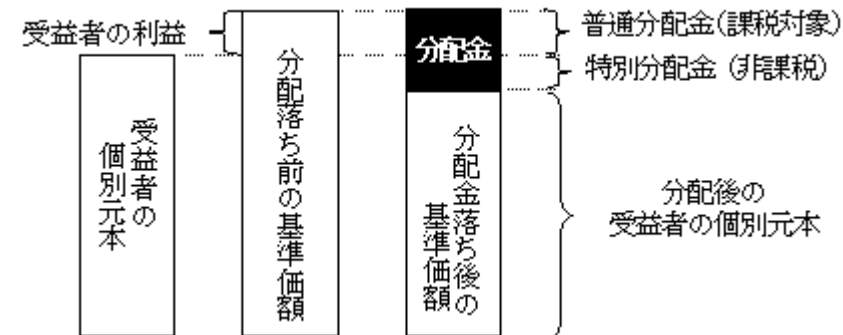 受益者の利益
受益者の
個別元本
分配落ち前の基準価額
分配金
分配金落ち後の
基準価額
普通分配金(課税対象)
特別分配金(非課税)
分配後の
受益者の個別元本